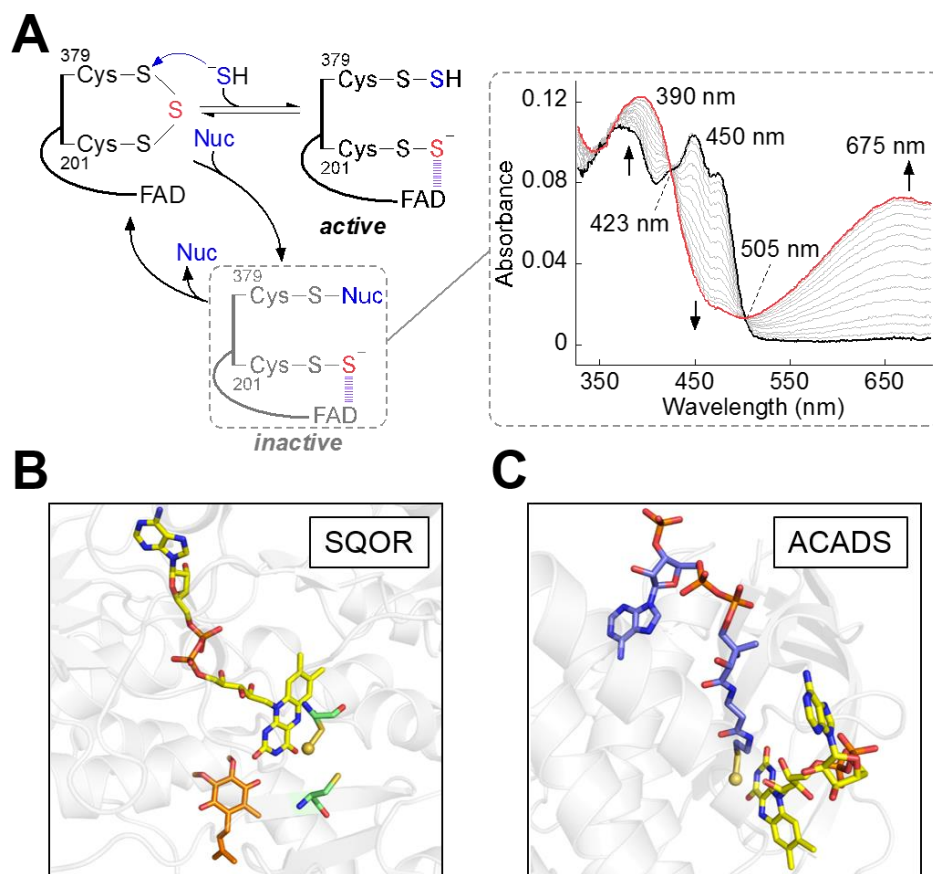 A
379
Cys–S
S
Cys–S
201
FAD
⁻SH
Nuc
379
Cys–S–SH
Cys–S–S⁻
201
FAD
active
Nuc
379
Cys–S–Nuc
Cys–S–S⁻
201
FAD
inactive
0.12
0.08
0.04
0
Absorbance
390 nm
450 nm
675 nm
423 nm
505 nm
350
450
550
650
Wavelength (nm)
B
SQOR
C
ACADS